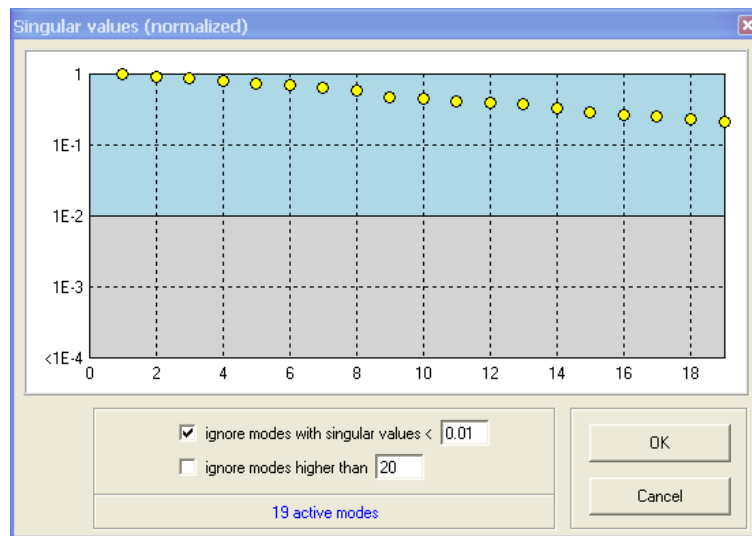 Singular values (normalized)
1
1E-1
1E-2
1E-3
<1E-4
0 2 4 6 8 10 12 14 16 18
ignore modes with singular values < 0.01
ignore modes higher than 20
19 active modes
OK
Cancel